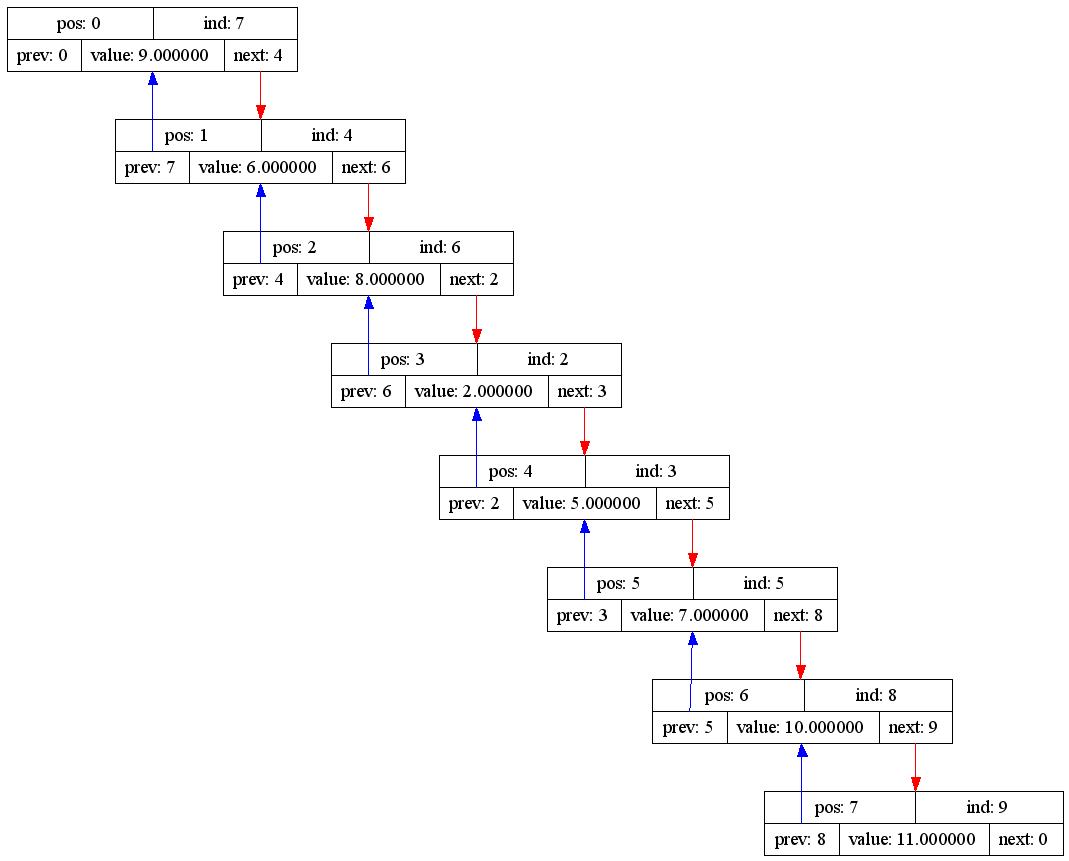 pos: 0 ind: 7
prev: 0 value: 9.000000 next: 4
pos: 1 ind: 4
prev: 7 value: 6.000000 next: 6
pos: 2 ind: 6
prev: 4 value: 8.000000 next: 2
pos: 3 ind: 2
prev: 6 value: 2.000000 next: 3
pos: 4 ind: 3
prev: 2 value: 5.000000 next: 5
pos: 5 ind: 5
prev: 3 value: 7.000000 next: 8
pos: 6 ind: 8
prev: 5 value: 10.000000 next: 9
pos: 7 ind: 9
prev: 8 value: 11.000000 next: 0